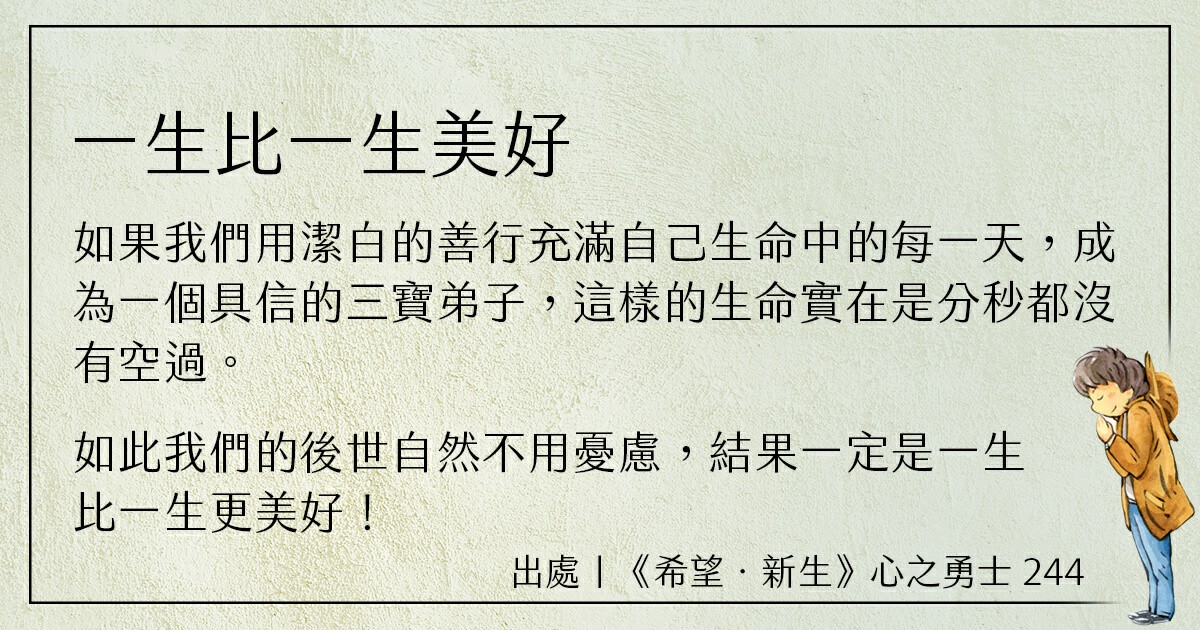 一生比一生美好
如果我們用潔白的善行充滿自己生命中的每一天，成
為一個具信的三寶弟子，這樣的生命實在是分秒都沒
有空過。
如此我們的後世自然不用憂慮，結果一定是一生
比一生更美好！
出處丨《希望．新生》心之勇士 244